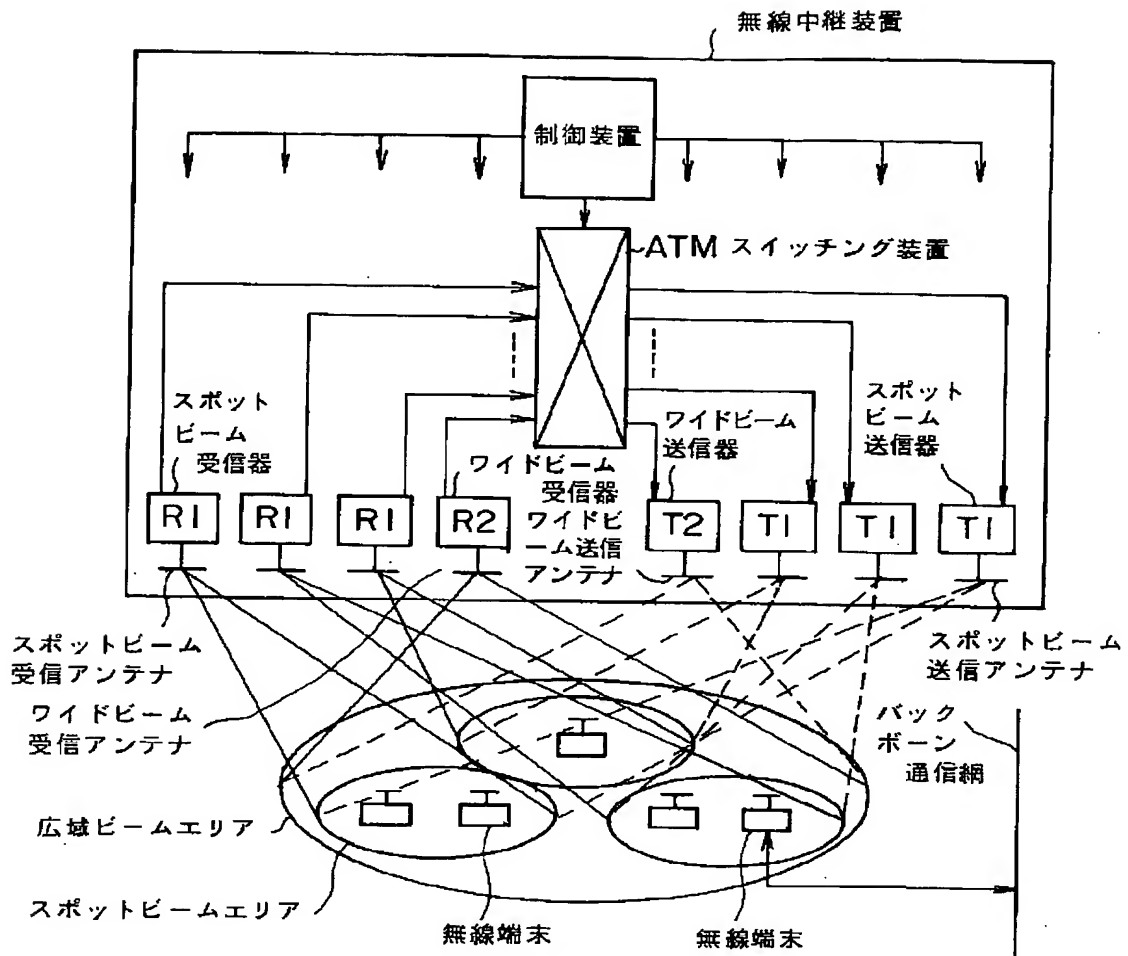 無線中継装置
制御装置
ATM スイッチング装置
スポット
ビーム
受信器
ワイドビーム
受信器
ワイドビーム
送信器
スポット
ビーム
送信器
R1
R1
R1
R2
T2
T1
T1
T1
ワイドビ
ーム送信
アンテナ
スポットビーム
受信アンテナ
スポットビーム
送信アンテナ
ワイドビーム
受信アンテナ
バック
ボーン
通信網
広域ビームエリア
スポットビームエリア
無線端末
無線端末